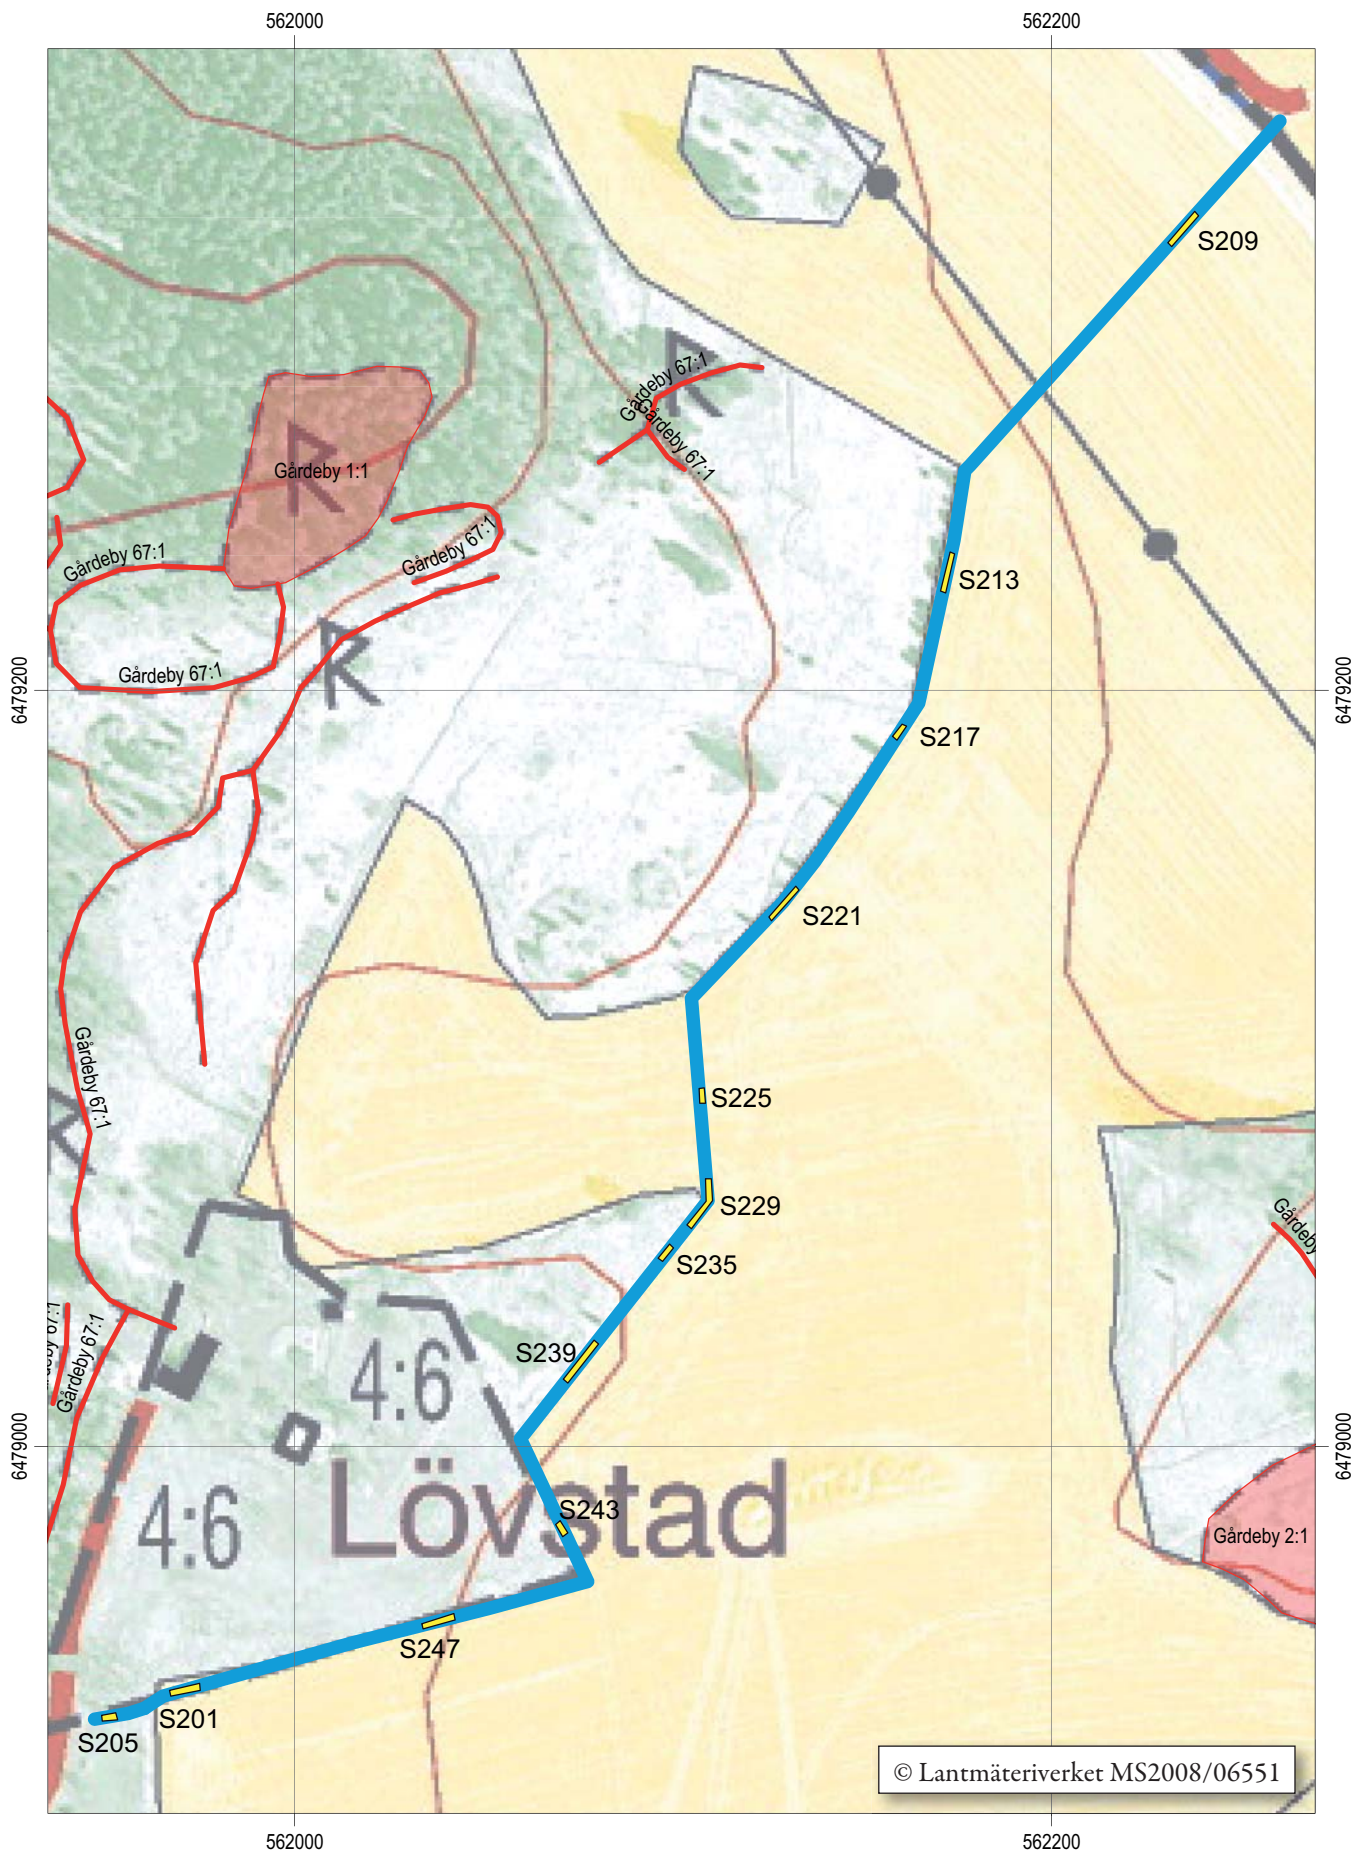 562000
562200
S209
Gårdeby 67:1
R
Gårdeby 67:1
Gårdeby 1:1
R
Gårdeby 67:1
Gårdeby 67:1
S213
R
Gårdeby 67:1
6479200
6479200
S217
S221
Gårdeby 67:1
S225
R
S229
Gårdeby
S235
67:1
Gårdeby 67:1
S239
4:6
6479000
6479000
Lövstad
S243
4:6
Gårdeby 2:1
S247
S201
S205
© Lantmäteriverket MS2008/06551
562000
562200